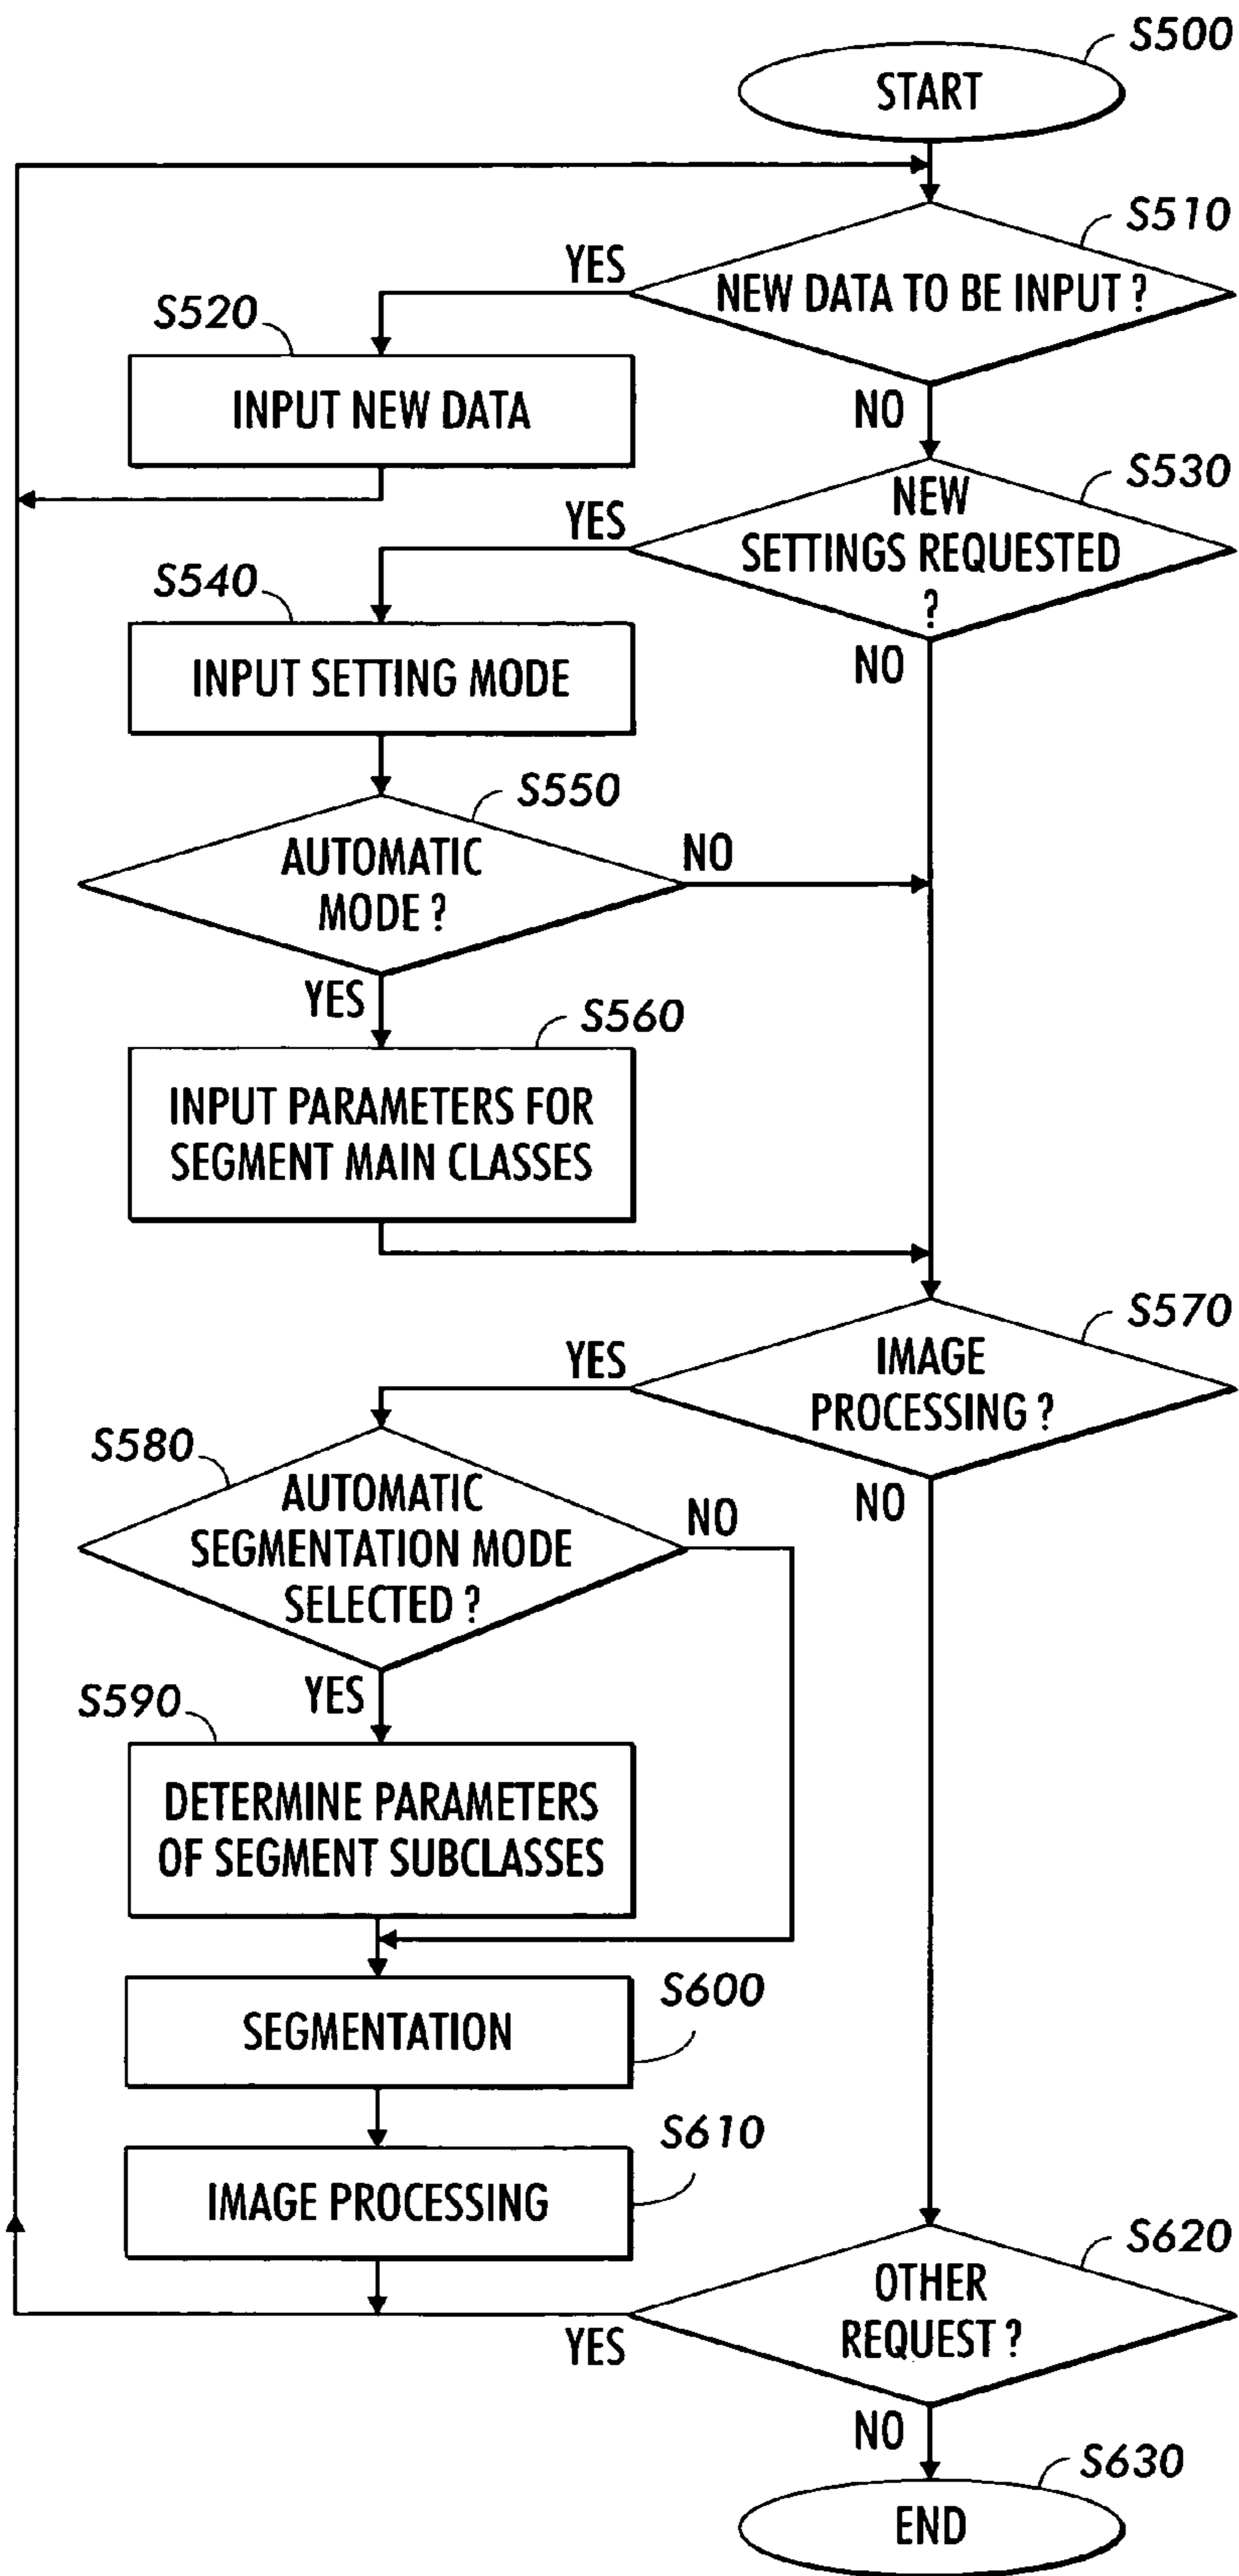 S500
START
S510
YES
NEW DATA TO BE INPUT ?
S520
INPUT NEW DATA
NO
S530
NEW
SETTINGS REQUESTED
?
YES
S540
INPUT SETTING MODE
NO
S550
AUTOMATIC
MODE ?
NO
YES
S560
INPUT PARAMETERS FOR
SEGMENT MAIN CLASSES
S570
YES
IMAGE
PROCESSING ?
S580
AUTOMATIC
SEGMENTATION MODE
SELECTED ?
NO
NO
YES
S590
DETERMINE PARAMETERS
OF SEGMENT SUBCLASSES
S600
SEGMENTATION
S610
IMAGE PROCESSING
S620
OTHER
REQUEST ?
YES
NO
S630
END